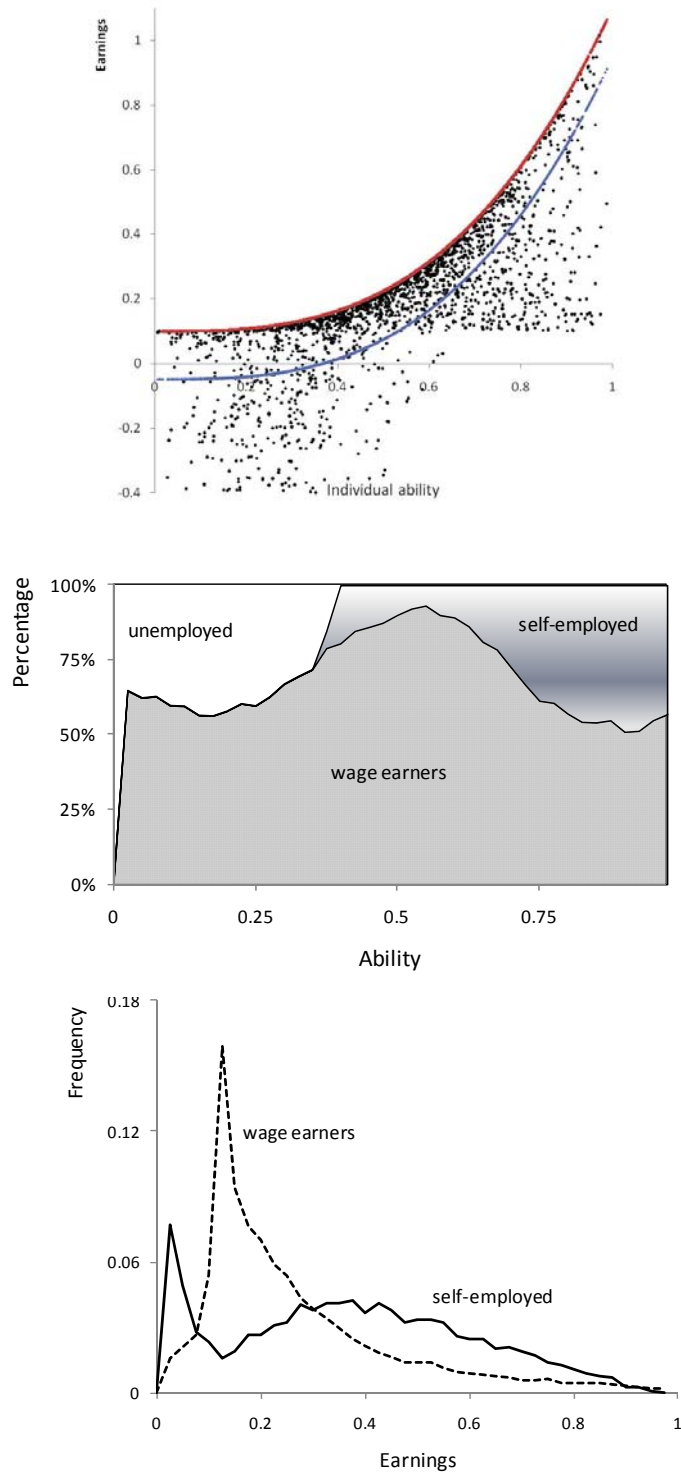 Earnings
1
0.8
0.6
0.4
0.2
0
0 0.2 0.4 0.6 0.8 1
-0.2
-0.4
Individual ability
Percentage
100%
75%
50%
25%
0%
unemployed
self-employed
wage earners
0 0.25 0.5 0.75
Ability
Frequency
0.18
0.12
0.06
0
wage earners
self-employed
0 0.2 0.4 0.6 0.8 1
Earnings